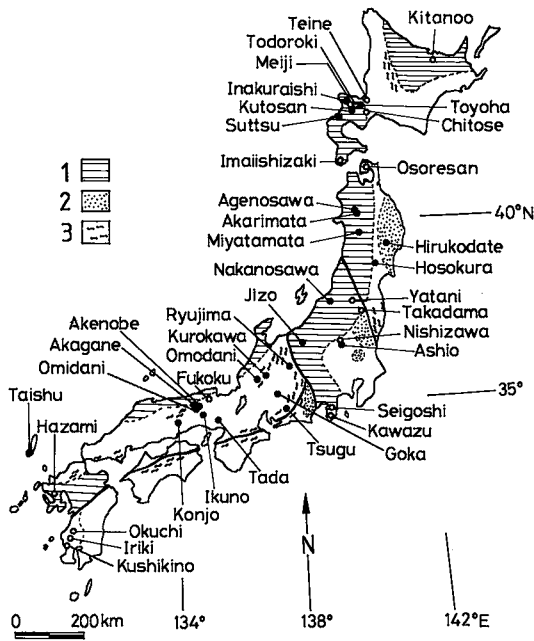 Teine
Kitanoo
Todoroki
Meiji
Inakuraishi
Kutosan
Toyoha
Suttsu
Chitose
Imaiishizaki
Osoresan
1
2
3
Agenosawa
40°N
Akarimata
Miyatamata
Hirukodate
Hosokura
Nakanosawa
Jizo
Yatani
Ryujima
Takadama
Akenobe
Kurokawa
Nishizawa
Akagane
Omodani
Ashio
Omidani
Fukoku
35°
Taishu
Seigoshi
Hazami
Kawazu
Tsugu
Goka
Tada
Ikuno
Konjo
Okuchi
Iriki
N
Kushikino
0 200km
134°
138°
142°E